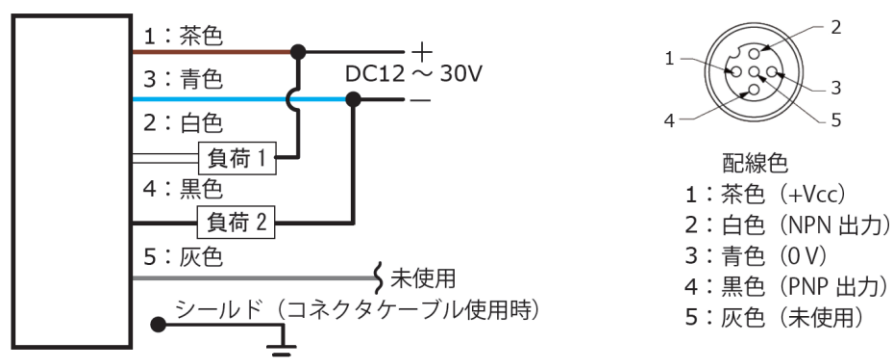 1：茶色
+
DC12 ～ 30V
3：青色
−
2：白色
負荷 1
4：黒色
負荷 2
5：灰色
未使用
シールド（コネクタケーブル使用時）
2
1
3
4
5
配線色
1：茶色（+Vcc）
2：白色（NPN 出力）
3：青色（0 V）
4：黒色（PNP 出力）
5：灰色（未使用）